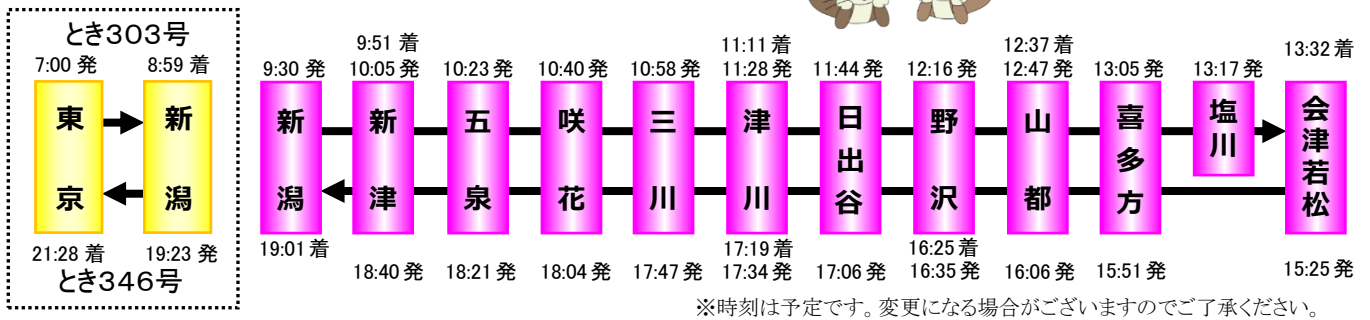 とき303号
7:00 発 8:59 着
東京 新潟
21:28 着 19:23 発
とき346号
9:51 着 11:11 着 12:37 着 13:32 着
9:30 発 10:05 発 10:23 発 10:40 発 10:58 発 11:28 発 11:44 発 12:16 発 12:47 発 13:05 発 13:17 発
新潟 新津 五泉 咲花 三川 津川 日出谷 野沢 山都 喜多方 塩川 会津若松
19:01 着 17:19 着 16:25 着
18:40 発 18:21 発 18:04 発 17:47 発 17:34 発 17:06 発 16:35 発 16:06 発 15:51 発 15:25 発
※時刻は予定です。変更になる場合がございますのでご了承ください。